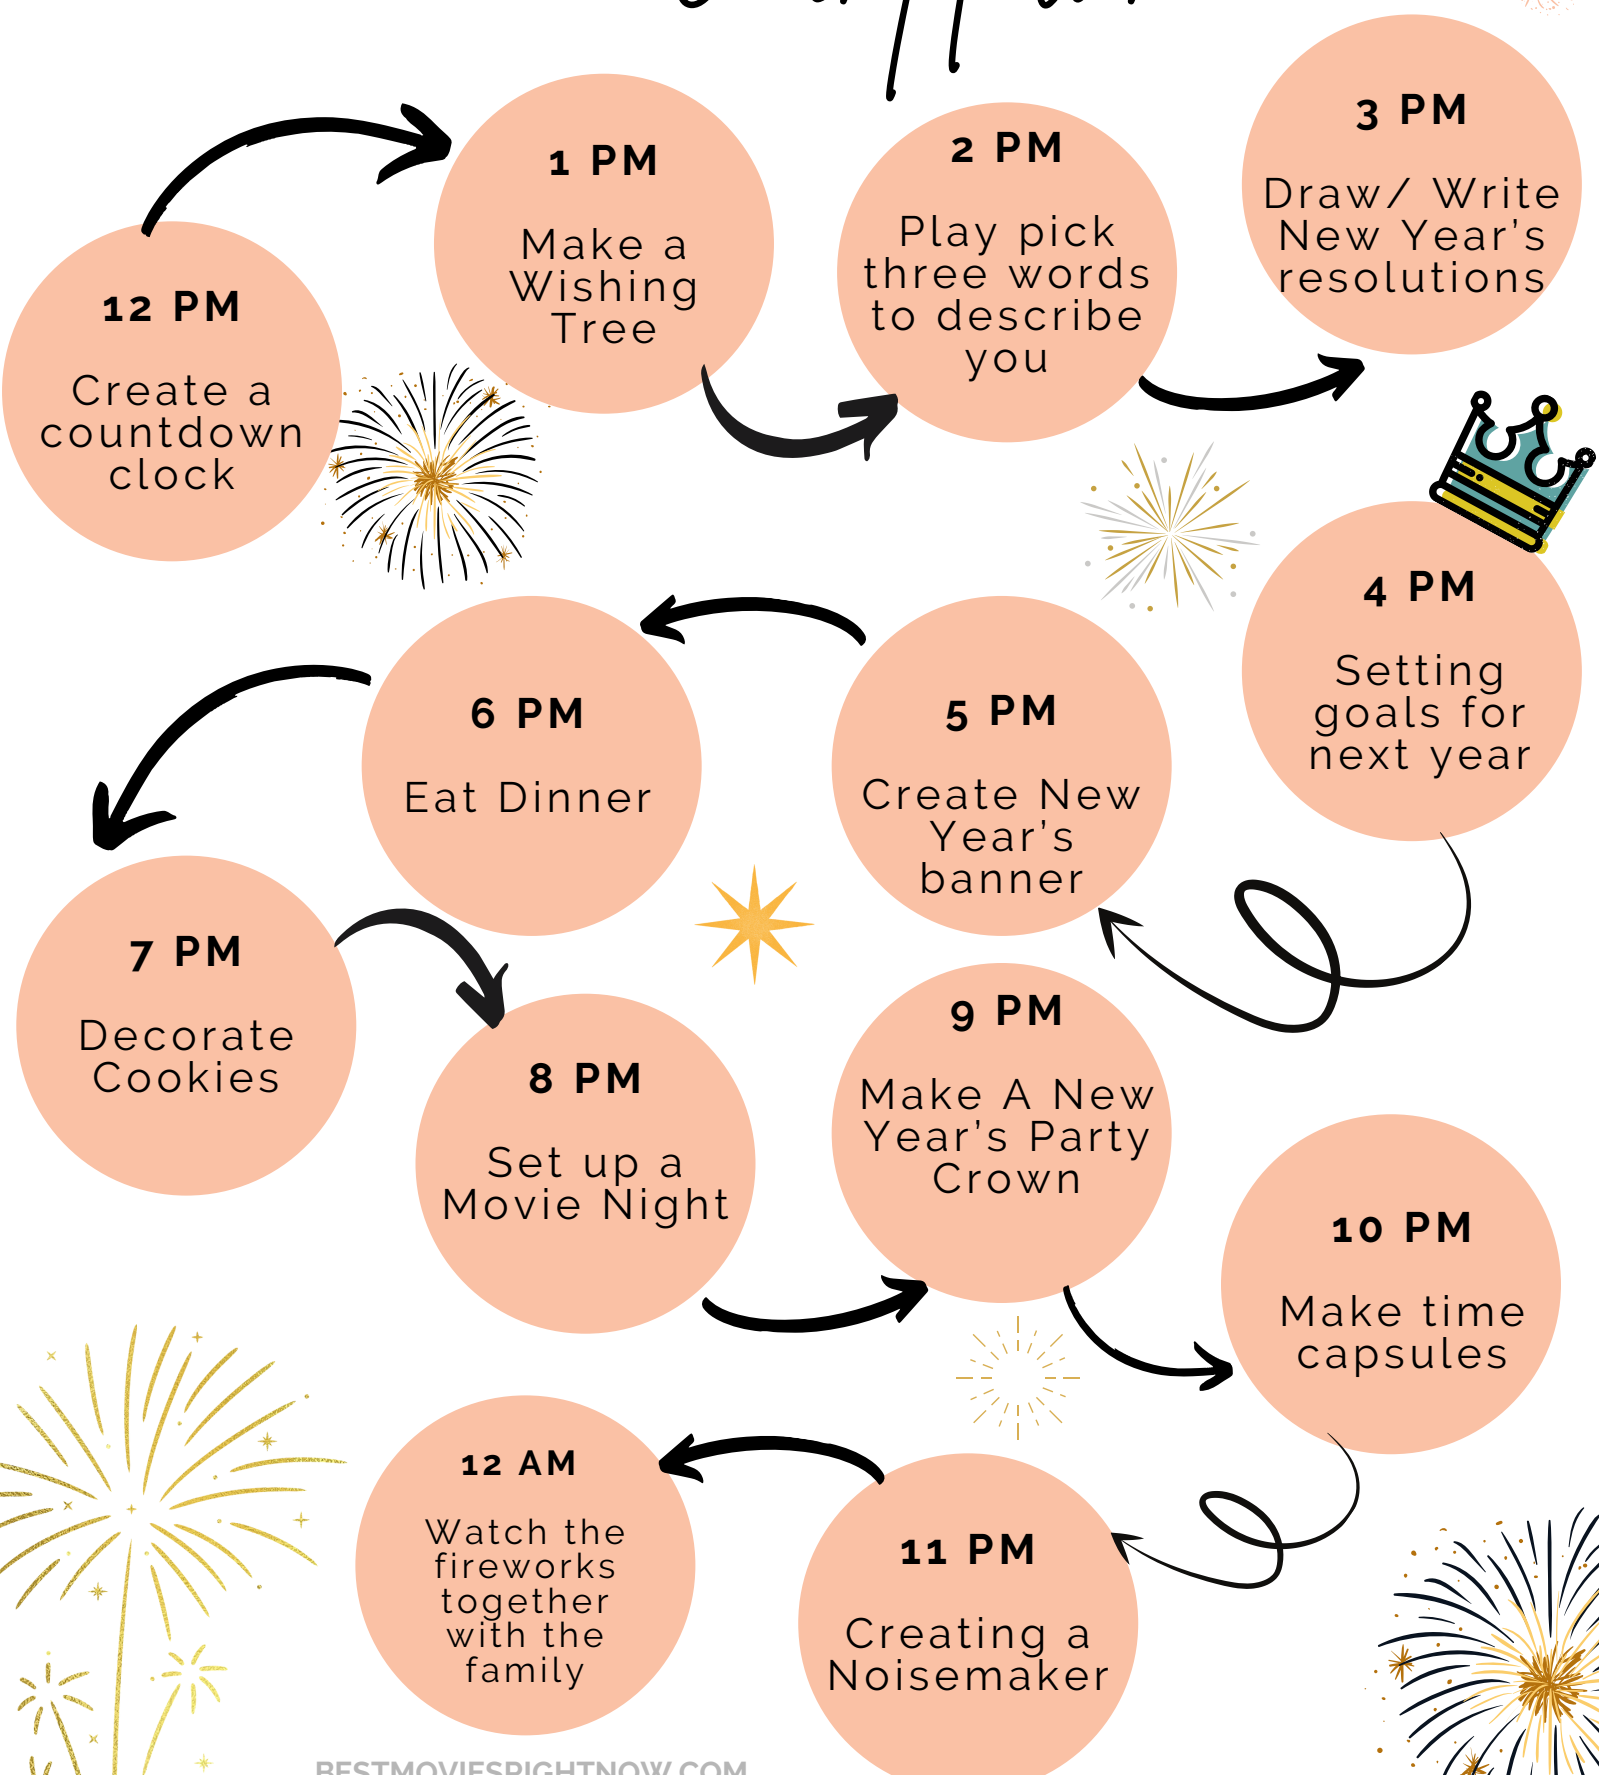 12 PM
Create a
countdown
clock
1 PM
Make a
Wishing
Tree
2 PM
Play pick
three words
to describe
you
3 PM
Draw/ Write
New Year's
resolutions
4 PM
Setting
goals for
next year
5 PM
Create New
Year's
banner
6 PM
Eat Dinner
7 PM
Decorate
Cookies
8 PM
Set up a
Movie Night
9 PM
Make A New
Year's Party
Crown
10 PM
Make time
capsules
11 PM
Creating a
Noisemaker
12 AM
Watch the
fireworks
together
with the
family
BESTMOVIESRIGHTNOW.COM